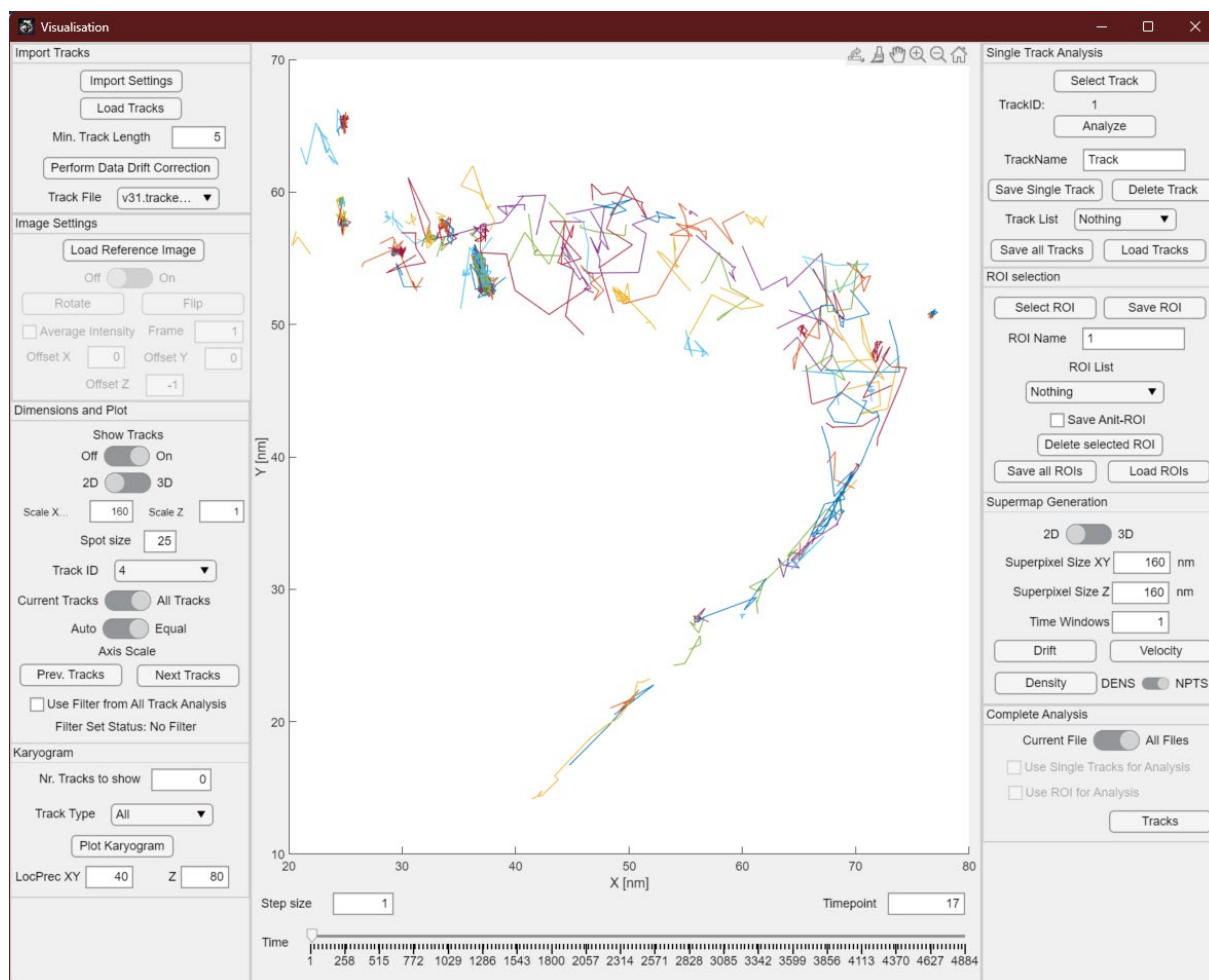 Visualisation
Import Tracks
Import Settings
Load Tracks
Min. Track Length 5
Perform Data Drift Correction
Track File v31.tracke...
Image Settings
Load Reference Image
Off On
Rotate Flip
Average Intensity Frame 1
Offset X 0 Offset Y 0
Offset Z -1
Dimensions and Plot
Show Tracks
Off On
2D 3D
Scale X... 160 Scale Z 1
Spot size 25
Track ID 4
Current Tracks All Tracks
Auto Equal
Axis Scale
Prev. Tracks Next Tracks
Use Filter from All Track Analysis
Filter Set Status: No Filter
Karyogram
Nr. Tracks to show 0
Track Type All
Plot Karyogram
LocPrec XY 40 Z 80
70
60
50
40
30
20
10
Y [nm]
20 30 40 50 60 70 80
X [nm]
Step size 1 Timepoint 17
Time
1 258 515 772 1029 1286 1543 1800 2057 2314 2571 2828 3085 3342 3599 3856 4113 4370 4627 4884
Single Track Analysis
Select Track
TrackID: 1
Analyze
TrackName Track
Save Single Track Delete Track
Track List Nothing
Save all Tracks Load Tracks
ROI selection
Select ROI Save ROI
ROI Name 1
ROI List
Nothing
Save Anit-ROI
Delete selected ROI
Save all ROIs Load ROIs
Supermap Generation
2D 3D
Superpixel Size XY 160 nm
Superpixel Size Z 160 nm
Time Windows 1
Drift Velocity
Density DENS NPTS
Complete Analysis
Current File All Files
Use Single Tracks for Analysis
Use ROI for Analysis
Tracks